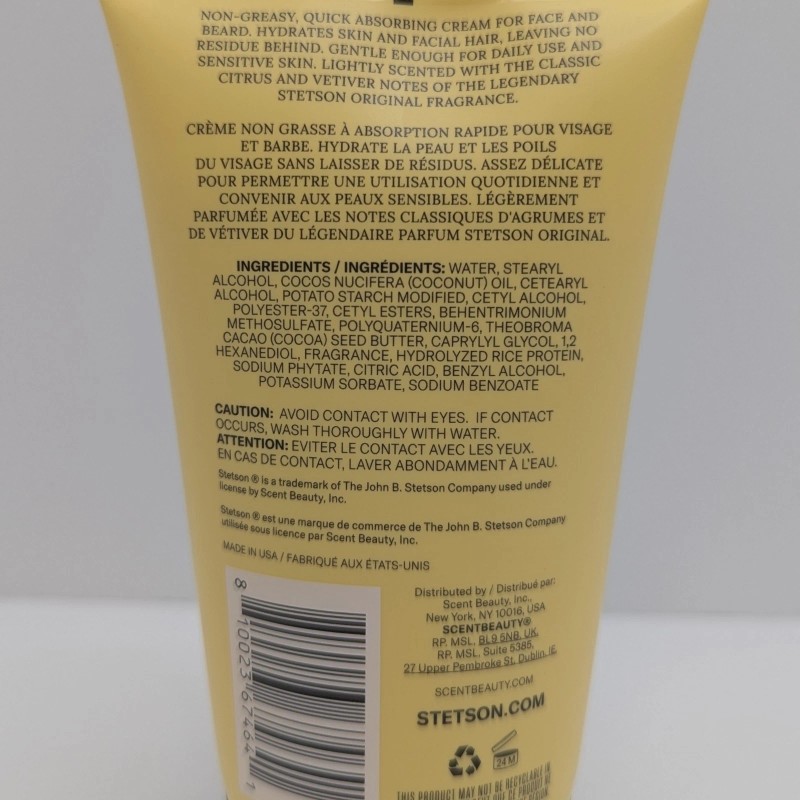 NON-GREASY, QUICK ABSORBING CREAM FOR FACE AND
BEARD. HYDRATES SKIN AND FACIAL HAIR, LEAVING NO
RESIDUE BEHIND. GENTLE ENOUGH FOR DAILY USE AND
SENSITIVE SKIN. LIGHTLY SCENTED WITH THE CLASSIC
CITRUS AND VETIVER NOTES OF THE LEGENDARY
STETSON ORIGINAL FRAGRANCE.
CRÈME NON GRASSE À ABSORPTION RAPIDE POUR VISAGE
ET BARBE. HYDRATE LA PEAU ET LES POILS
DU VISAGE SANS LAISSER DE RÉSIDUS. ASSEZ DÉLICATE
POUR PERMETTRE UNE UTILISATION QUOTIDIENNE ET
CONVENIR AUX PEAUX SENSIBLES. LÉGÈREMENT
PARFUMÉE AVEC LES NOTES CLASSIQUES D'AGRUMES ET
DE VÉTIVER DU LÉGENDAIRE PARFUM STETSON ORIGINAL.
INGREDIENTS / INGRÉDIENTS: WATER, STEARYL
ALCOHOL, COCOS NUCIFERA (COCONUT) OIL, CETEARYL
ALCOHOL, POTATO STARCH MODIFIED, CETYL ALCOHOL,
POLYESTER-37, CETYL ESTERS, BEHENTRIMONIUM
METHOSULFATE, POLYQUATERNIUM-6, THEOBROMA
CACAO (COCOA) SEED BUTTER, CAPRYLYL GLYCOL, 1,2
HEXANEDIOL, FRAGRANCE, HYDROLYZED RICE PROTEIN,
SODIUM PHYTATE, CITRIC ACID, BENZYL ALCOHOL,
POTASSIUM SORBATE, SODIUM BENZOATE
CAUTION: AVOID CONTACT WITH EYES. IF CONTACT
OCCURS, WASH THOROUGHLY WITH WATER.
ATTENTION: EVITER LE CONTACT AVEC LES YEUX.
EN CAS DE CONTACT, LAVER ABONDAMMENT À L'EAU.
Stetson ® is a trademark of The John B. Stetson Company used under
license by Scent Beauty, Inc.
Stetson ® est une marque de commerce de The John B. Stetson Company
utilisée sous licence par Scent Beauty, Inc.
MADE IN USA / FABRIQUÉ AUX ÉTATS-UNIS
8 10023 67464 1
Distributed by / Distribué par:
Scent Beauty, Inc.,
New York, NY 10016, USA
SCENTBEAUTY®
RP. MSL, BL9 5NB, UK.
RP. MSL, Suite 5385,
27 Upper Pembroke St, Dublin, IE.
SCENTBEAUTY.COM
STETSON.COM
24 M
THIS PRODUCT MAY NOT BE RECYCLABLE IN